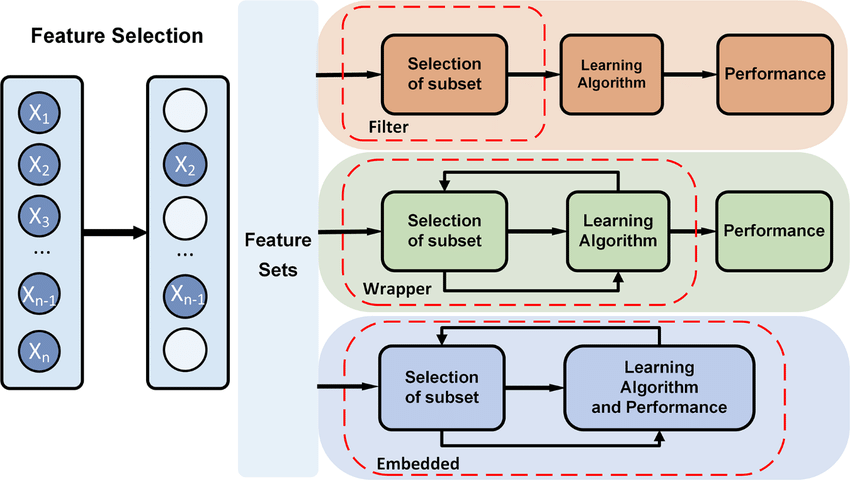 Feature Selection
X1
X2
X3
...
Xn-1
Xn
X2
...
Xn-1
Feature
Sets
Selection
of subset
Learning
Algorithm
Performance
Filter
Selection
of subset
Learning
Algorithm
Performance
Wrapper
Selection
of subset
Learning
Algorithm
and Performance
Embedded